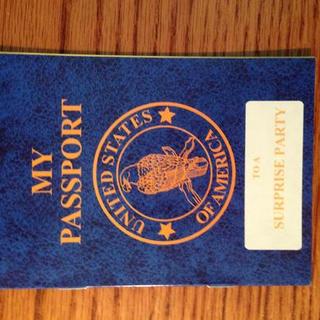 MY
PASSPORT
UNITED STATES
OF AMERICA
TO A
SURPRISE PARTY